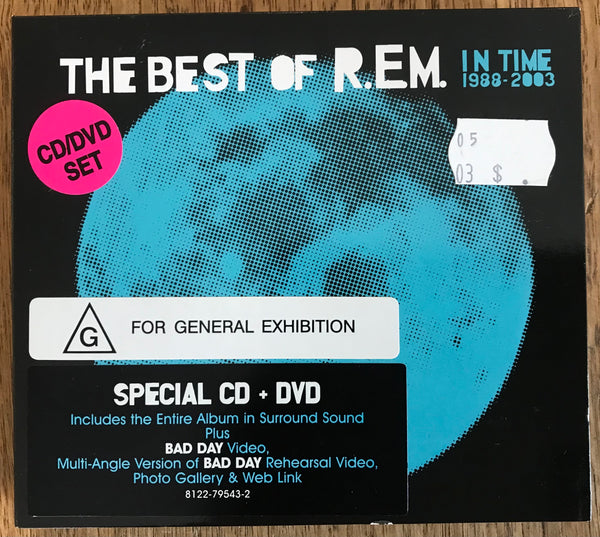 THE BEST OF R.E.M. IN TIME
1988-2003
CD/DVD
SET
05
03 $ .
G FOR GENERAL EXHIBITION
SPECIAL CD + DVD
Includes the Entire Album in Surround Sound
Plus
BAD DAY Video,
Multi-Angle Version of BAD DAY Rehearsal Video,
Photo Gallery & Web Link
8122-79543-2